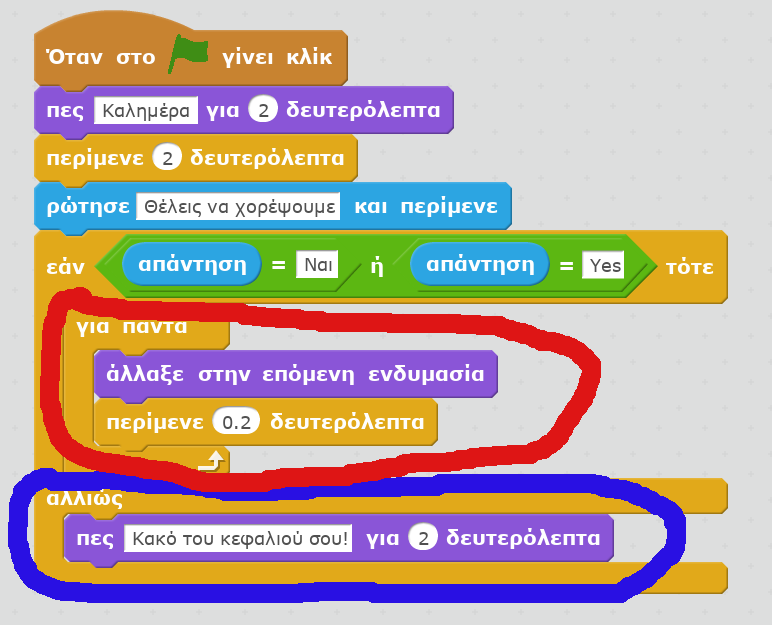 Όταν στο γίνει κλίκ
πες Καλημέρα για 2 δευτερόλεπτα
περίμενε 2 δευτερόλεπτα
ρώτησε Θέλεις να χορέψουμε και περίμενε
εάν απάντηση = Ναι ή απάντηση = Yes τότε
για πάντα
άλλαξε στην επόμενη ενδυμασία
περίμενε 0.2 δευτερόλεπτα
αλλιώς
πες Κακό του κεφαλιού σου! για 2 δευτερόλεπτα